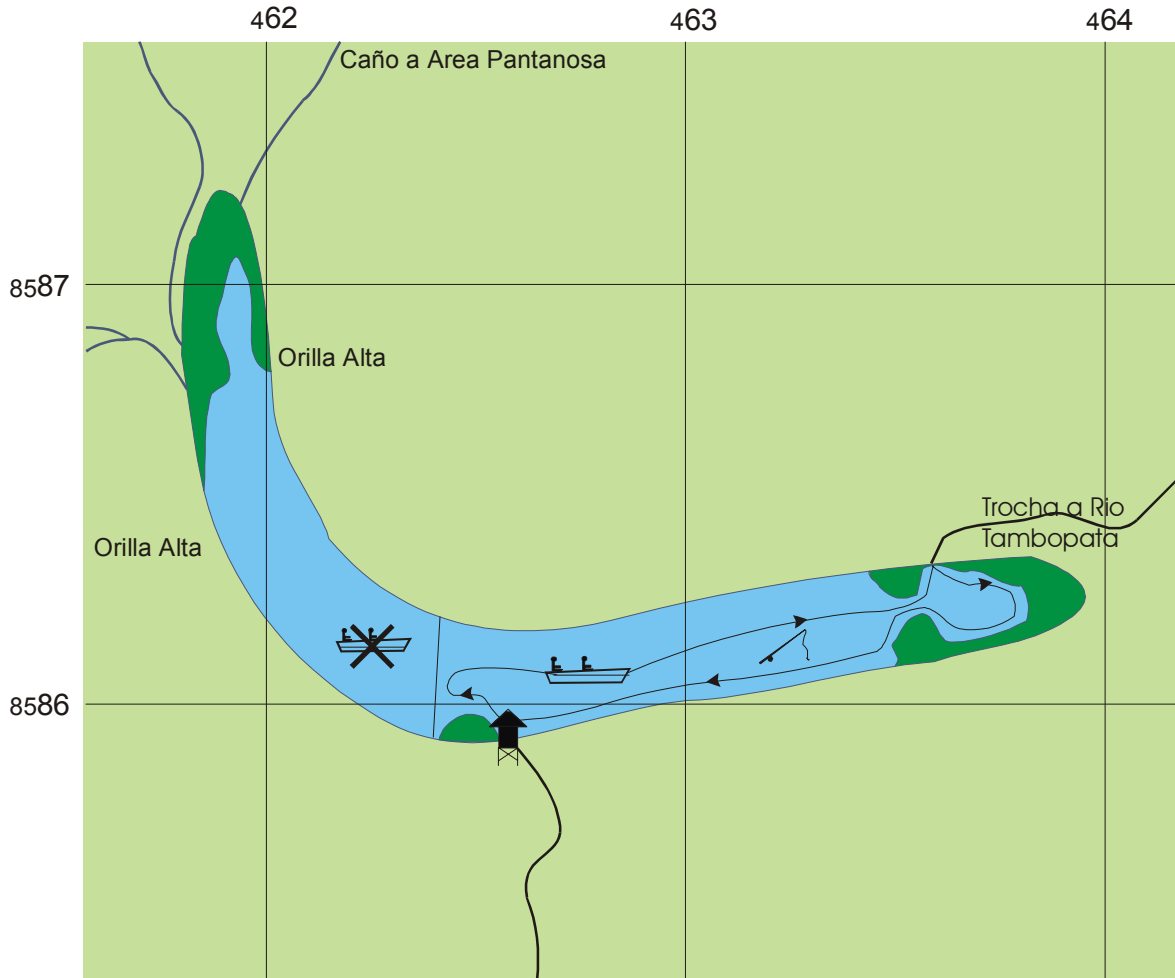 462
463
464
Caño a Area Pantanosa
8587
Orilla Alta
Trocha a Rio
Tambopata
Orilla Alta
8586